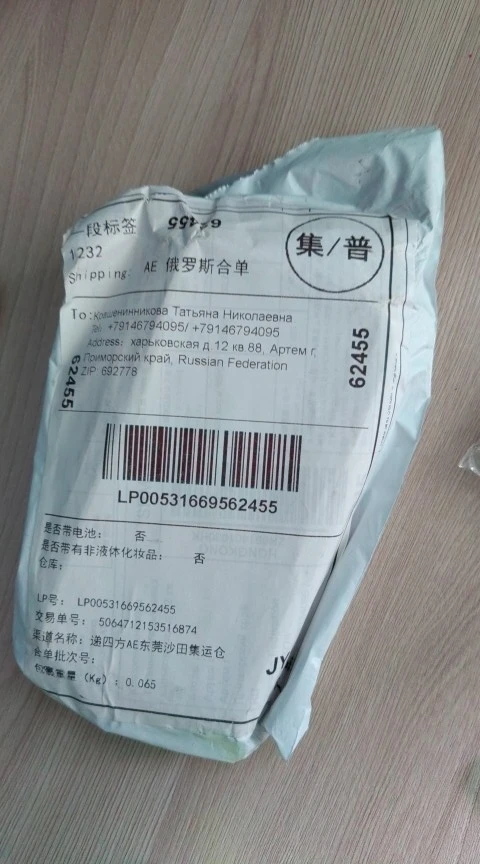 一段标签
62455
1232
集/普
Shipping: AE 俄罗斯合单
To: Крашенинникова Татьяна Николаевна
Tel: +79146794095/ +79146794095
Address: харьковская д 12 кв 88, Артем г,
Приморский край, Russian Federation
ZIP: 692778
62455
62455
LP00531669562455
是否带电池: 否
是否带有非液体化妆品: 否
仓库:
LP号: LP00531669562455
交易单号: 5064712153516874
渠道名称: 递四方AE东莞沙田集运仓
合单批次号:
包裹重量 (Kg): 0.065